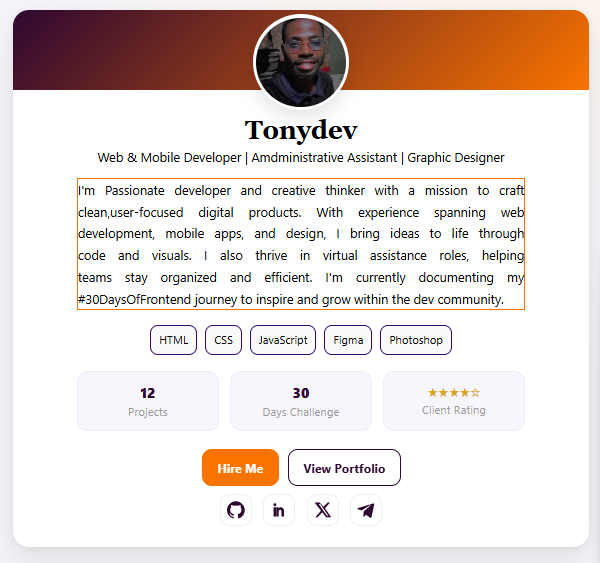 Tonydev
Web & Mobile Developer | Amdministrative Assistant | Graphic Designer
I'm Passionate developer and creative thinker with a mission to craft
clean,user-focused digital products. With experience spanning web
development, mobile apps, and design, I bring ideas to life through
code and visuals. I also thrive in virtual assistance roles, helping
teams stay organized and efficient. I'm currently documenting my
#30DaysOfFrontend journey to inspire and grow within the dev community.
HTML CSS JavaScript Figma Photoshop
12 30 ★★★★☆
Projects Days Challenge Client Rating
Hire Me View Portfolio